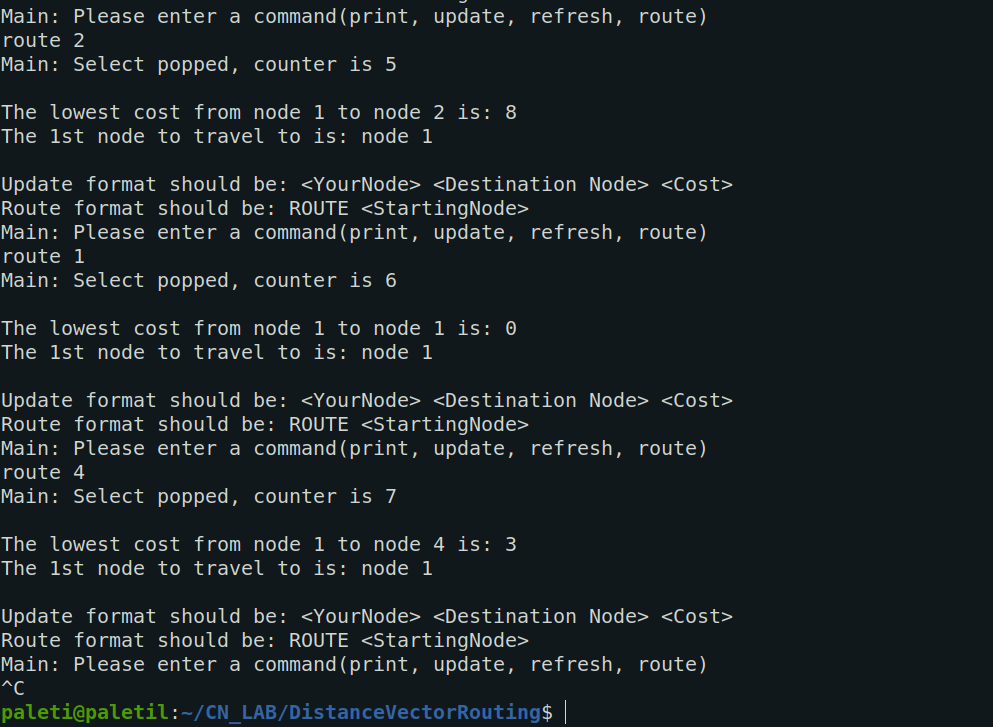 Main: Please enter a command(print, update, refresh, route)
route 2
Main: Select popped, counter is 5
The lowest cost from node 1 to node 2 is: 8
The 1st node to travel to is: node 1
Update format should be: <YourNode> <Destination Node> <Cost>
Route format should be: ROUTE <StartingNode>
Main: Please enter a command(print, update, refresh, route)
route 1
Main: Select popped, counter is 6
The lowest cost from node 1 to node 1 is: 0
The 1st node to travel to is: node 1
Update format should be: <YourNode> <Destination Node> <Cost>
Route format should be: ROUTE <StartingNode>
Main: Please enter a command(print, update, refresh, route)
route 4
Main: Select popped, counter is 7
The lowest cost from node 1 to node 4 is: 3
The 1st node to travel to is: node 1
Update format should be: <YourNode> <Destination Node> <Cost>
Route format should be: ROUTE <StartingNode>
Main: Please enter a command(print, update, refresh, route)
^C
paleti@paletil:~/CN_LAB/DistanceVectorRouting$